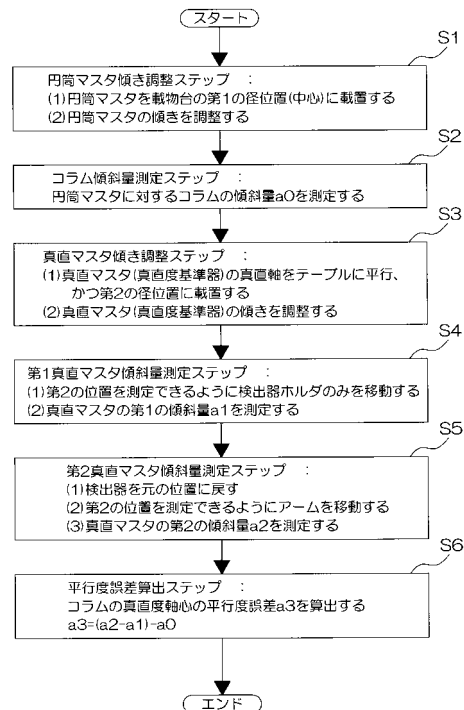 スタート
S1
円筒マスタ傾き調整ステップ :
(1)円筒マスタを載物台の第1の径位置(中心)に載置する
(2)円筒マスタの傾きを調整する
S2
コラム傾斜量測定ステップ :
円筒マスタに対するコラムの傾斜量a0を測定する
S3
真直マスタ傾き調整ステップ :
(1)真直マスタ(真直度基準器)の真直軸をテーブルに平行、
かつ第2の径位置に載置する
(2)真直マスタ(真直度基準器)の傾きを調整する
S4
第1真直マスタ傾斜量測定ステップ :
(1)第2の位置を測定できるように検出器ホルダのみを移動する
(2)真直マスタの第1の傾斜量a1を測定する
S5
第2真直マスタ傾斜量測定ステップ :
(1)検出器を元の位置に戻す
(2)第2の位置を測定できるようにアームを移動する
(3)真直マスタの第2の傾斜量a2を測定する
S6
平行度誤差算出ステップ :
コラムの真直度軸心の平行度誤差a3を算出する
a3=(a2-a1)-a0
エンド